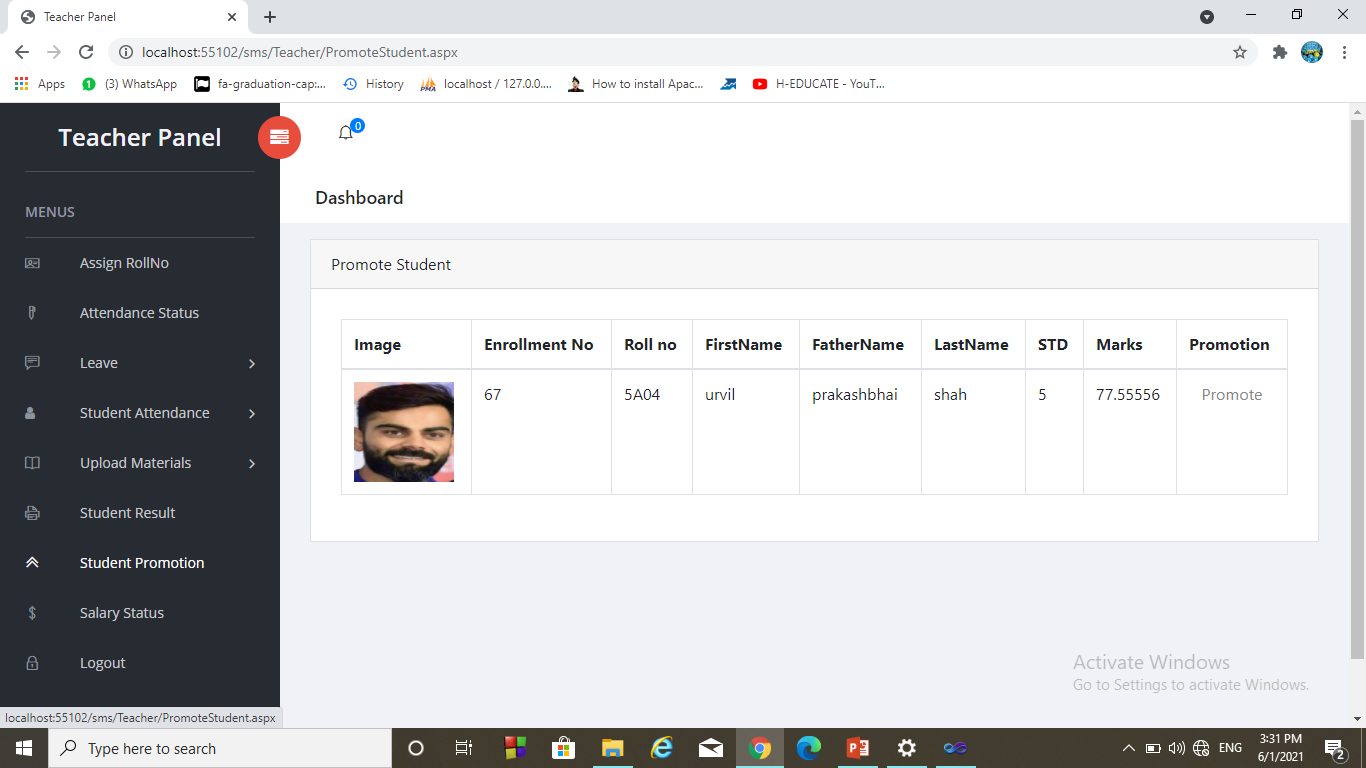 Teacher Panel
localhost:55102/sms/Teacher/PromoteStudent.aspx
Apps
1
(3) WhatsApp
fa-graduation-cap:...
History
PMA
localhost / 127.0.0....
How to install Apac...
H-EDUCATE - YouT...
Teacher Panel
0
MENUS
Assign RollNo
Attendance Status
Leave
Student Attendance
Upload Materials
Student Result
Student Promotion
Salary Status
Logout
Dashboard
Promote Student
Image Enrollment No Roll no FirstName FatherName LastName STD Marks Promotion
67 5A04 urvil prakashbhai shah 5 77.55556 Promote
Activate Windows
Go to Settings to activate Windows.
localhost:55102/sms/Teacher/PromoteStudent.aspx
Type here to search
ENG
3:31 PM
6/1/2021
2